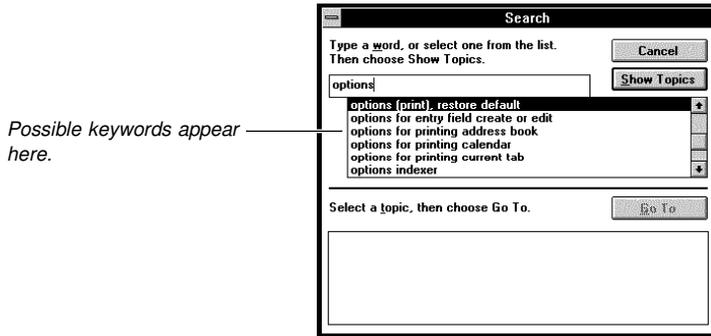 Search
Type a word, or select one from the list.
Then choose Show Topics.
Cancel
Show Topics
options
options (print), restore default
options for entry field create or edit
options for printing address book
options for printing calendar
options for printing current tab
options indexer
Possible keywords appear
here.
Select a topic, then choose Go To.
Go To